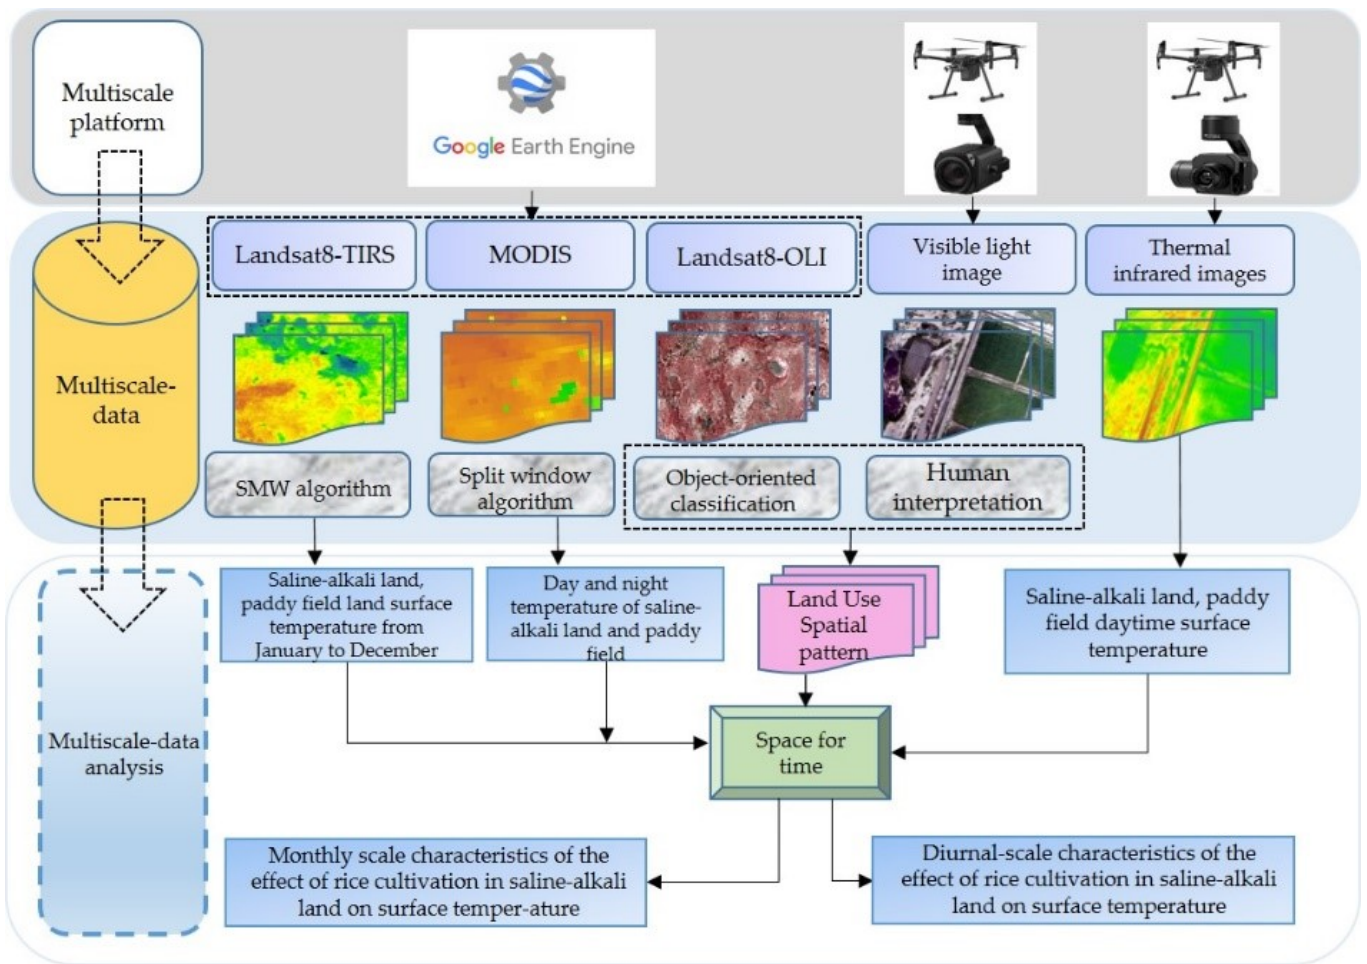 Multiscale
platform
Google Earth Engine
Landsat8-TIRS
MODIS
Landsat8-OLI
Visible light
image
Thermal
infrared images
Multiscale-
data
SMW algorithm
Split window
algorithm
Object-oriented
classification
Human
interpretation
Saline-alkali land,
paddy field land surface
temperature from
January to December
Day and night
temperature of saline-
alkali land and paddy
field
Land Use
Spatial
pattern
Saline-alkali land, paddy
field daytime surface
temperature
Multiscale-data
analysis
Space for
time
Monthly scale characteristics of the
effect of rice cultivation in saline-alkali
land on surface temper-ature
Diurnal-scale characteristics of the
effect of rice cultivation in saline-alkali
land on surface temperature